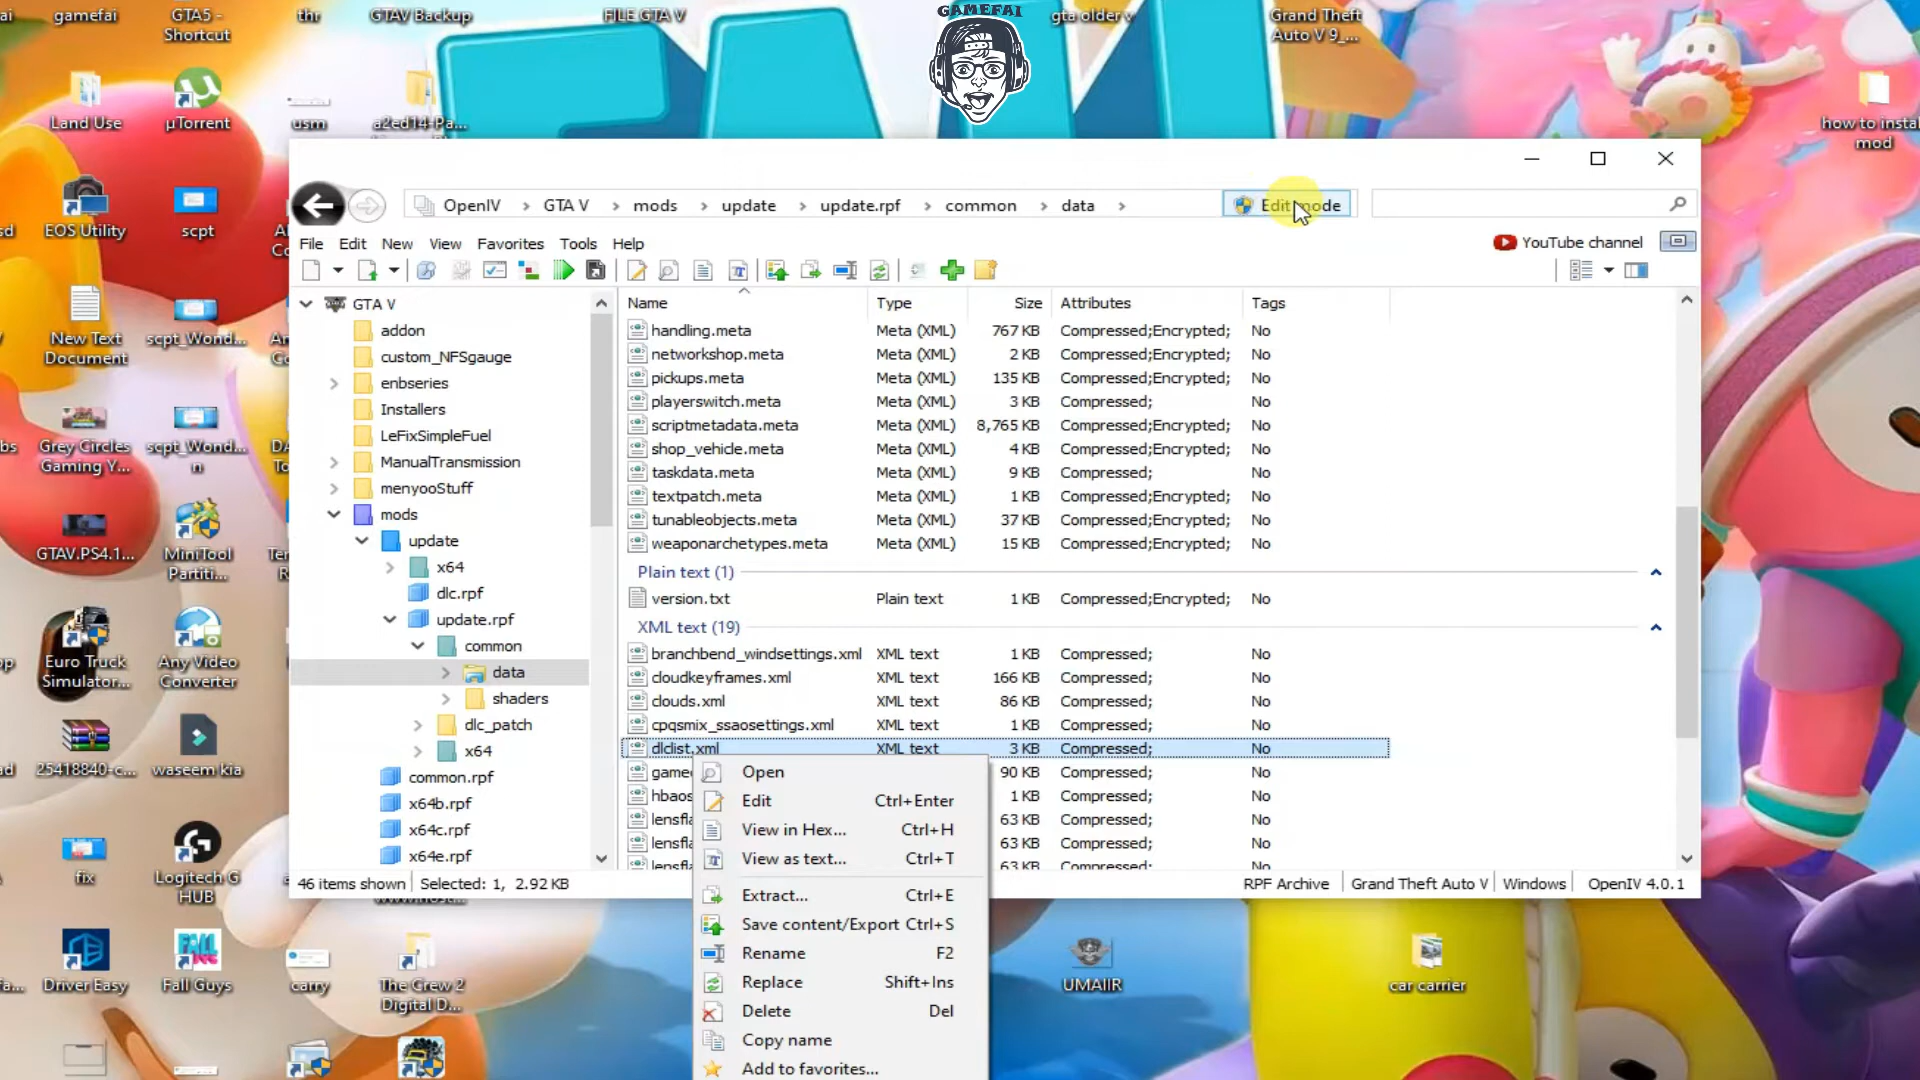 gamefai
GTA5 -
Shortcut
thr
GTAV Backup
FILE GTA V
GAMEFAI
gta older v
Grand Theft
Auto V 9_...
Land Use
µTorrent
usm
a2ed14-Pa...
how to instal
mod
EOS Utility
scpt
New Text
Document
scpt_Wond...
Grey Circles
Gaming Y...
scpt_Wond...
n
GTAV.PS4.1...
MiniTool
Partiti...
Euro Truck
Simulator...
Any Video
Converter
25418840-c...
waseem kia
fix
Logitech G
HUB
Driver Easy
Fall Guys
carry
The Crew 2
Digital D...
UMAIIR
car carrier
OpenIV › GTA V › mods › update › update.rpf › common › data ›
Edit mode
File Edit New View Favorites Tools Help
YouTube channel
GTA V
addon
custom_NFSgauge
enbseries
Installers
LeFixSimpleFuel
ManualTransmission
menyooStuff
mods
update
x64
dlc.rpf
update.rpf
common
data
shaders
dlc_patch
x64
common.rpf
x64b.rpf
x64c.rpf
x64e.rpf
Name Type Size Attributes Tags
handling.meta Meta (XML) 767 KB Compressed;Encrypted; No
networkshop.meta Meta (XML) 2 KB Compressed;Encrypted; No
pickups.meta Meta (XML) 135 KB Compressed;Encrypted; No
playerswitch.meta Meta (XML) 3 KB Compressed; No
scriptmetadata.meta Meta (XML) 8,765 KB Compressed;Encrypted; No
shop_vehicle.meta Meta (XML) 4 KB Compressed;Encrypted; No
taskdata.meta Meta (XML) 9 KB Compressed; No
textpatch.meta Meta (XML) 1 KB Compressed;Encrypted; No
tunableobjects.meta Meta (XML) 37 KB Compressed;Encrypted; No
weaponarchetypes.meta Meta (XML) 15 KB Compressed;Encrypted; No
Plain text (1)
version.txt Plain text 1 KB Compressed;Encrypted; No
XML text (19)
branchbend_windsettings.xml XML text 1 KB Compressed; No
cloudkeyframes.xml XML text 166 KB Compressed; No
clouds.xml XML text 86 KB Compressed; No
cpqsmix_ssaosettings.xml XML text 1 KB Compressed; No
dlclist.xml XML text 3 KB Compressed; No
game 90 KB Compressed; No
hbaos 1 KB Compressed; No
lensfl 63 KB Compressed; No
lensfl 63 KB Compressed; No
lensfl 63 KB Compressed; No
Open
Edit Ctrl+Enter
View in Hex... Ctrl+H
View as text... Ctrl+T
Extract... Ctrl+E
Save content/Export Ctrl+S
Rename F2
Replace Shift+Ins
Delete Del
Copy name
Add to favorites...
46 items shown Selected: 1, 2.92 KB
RPF Archive Grand Theft Auto V Windows OpenIV 4.0.1